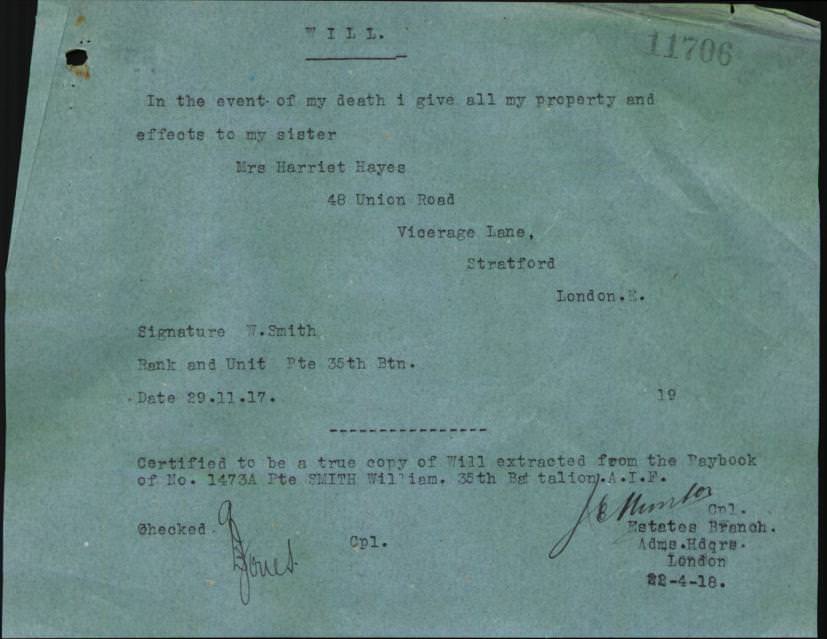 WILL.
11706
In the event of my death i give all my property and
effects to my sister
Mrs Harriet Hayes
48 Union Road
Vicerage Lane,
Stratford
London.E.
Signature W.Smith
Rank and Unit Pte 35th Btn.
Date 29.11.17. 19
----------------
Certified to be a true copy of Will extracted from the Paybook
of No. 1473A Pte SMITH William. 35th Battalion.A.I.F.
Cpl.
Checked Jones Cpl.
Estates Branch.
Adms.Hdqrs.
London
22-4-18.